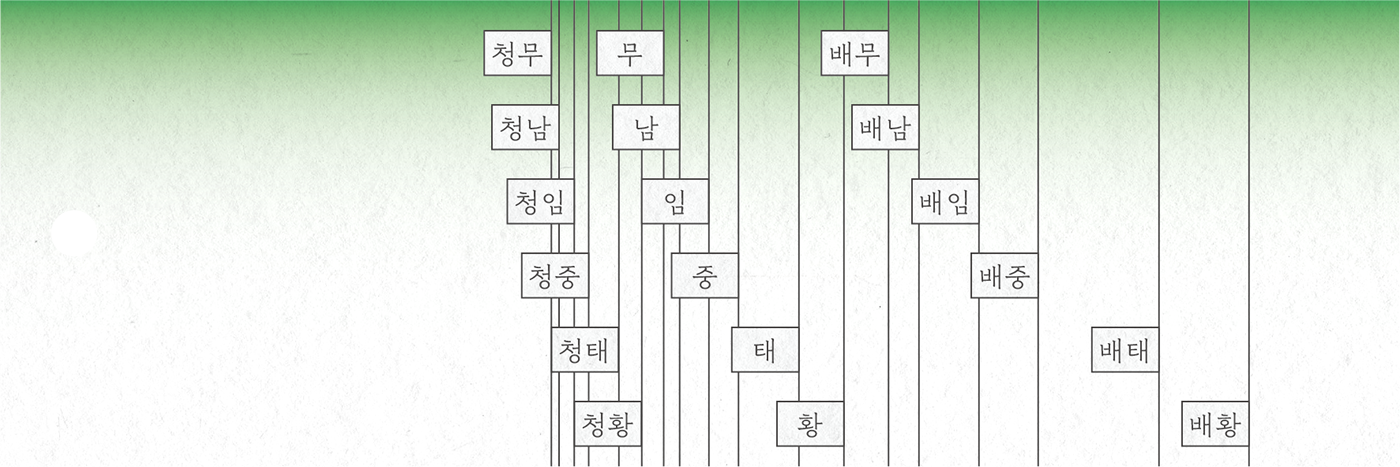 청무 무 배무
청남 남 배남
청임 임 배임
청중 중 배중
청태 태 배태
청황 황 배황